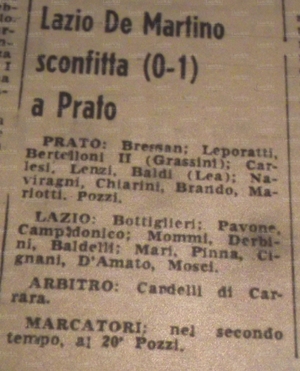 Lazio De Martino
sconfitta (0-1)
a Prato
PRATO: Bressan; Leporatti,
Bertelloni II (Grassini); Car-
lesi, Lenzi, Baldi (Lea); Na-
viragni, Chiarini, Brando, Ma-
riotti, Pozzi.
LAZIO: Bottiglieri; Pavone,
Campidonico; Mommi, Derbi-
ni, Baldelli; Mari, Pinna, Ci-
gnani, D'Amato, Mosei.
ARBITRO: Cardelli di Car-
rara.
MARCATORI; nel secondo
tempo, al 20' Pozzi.